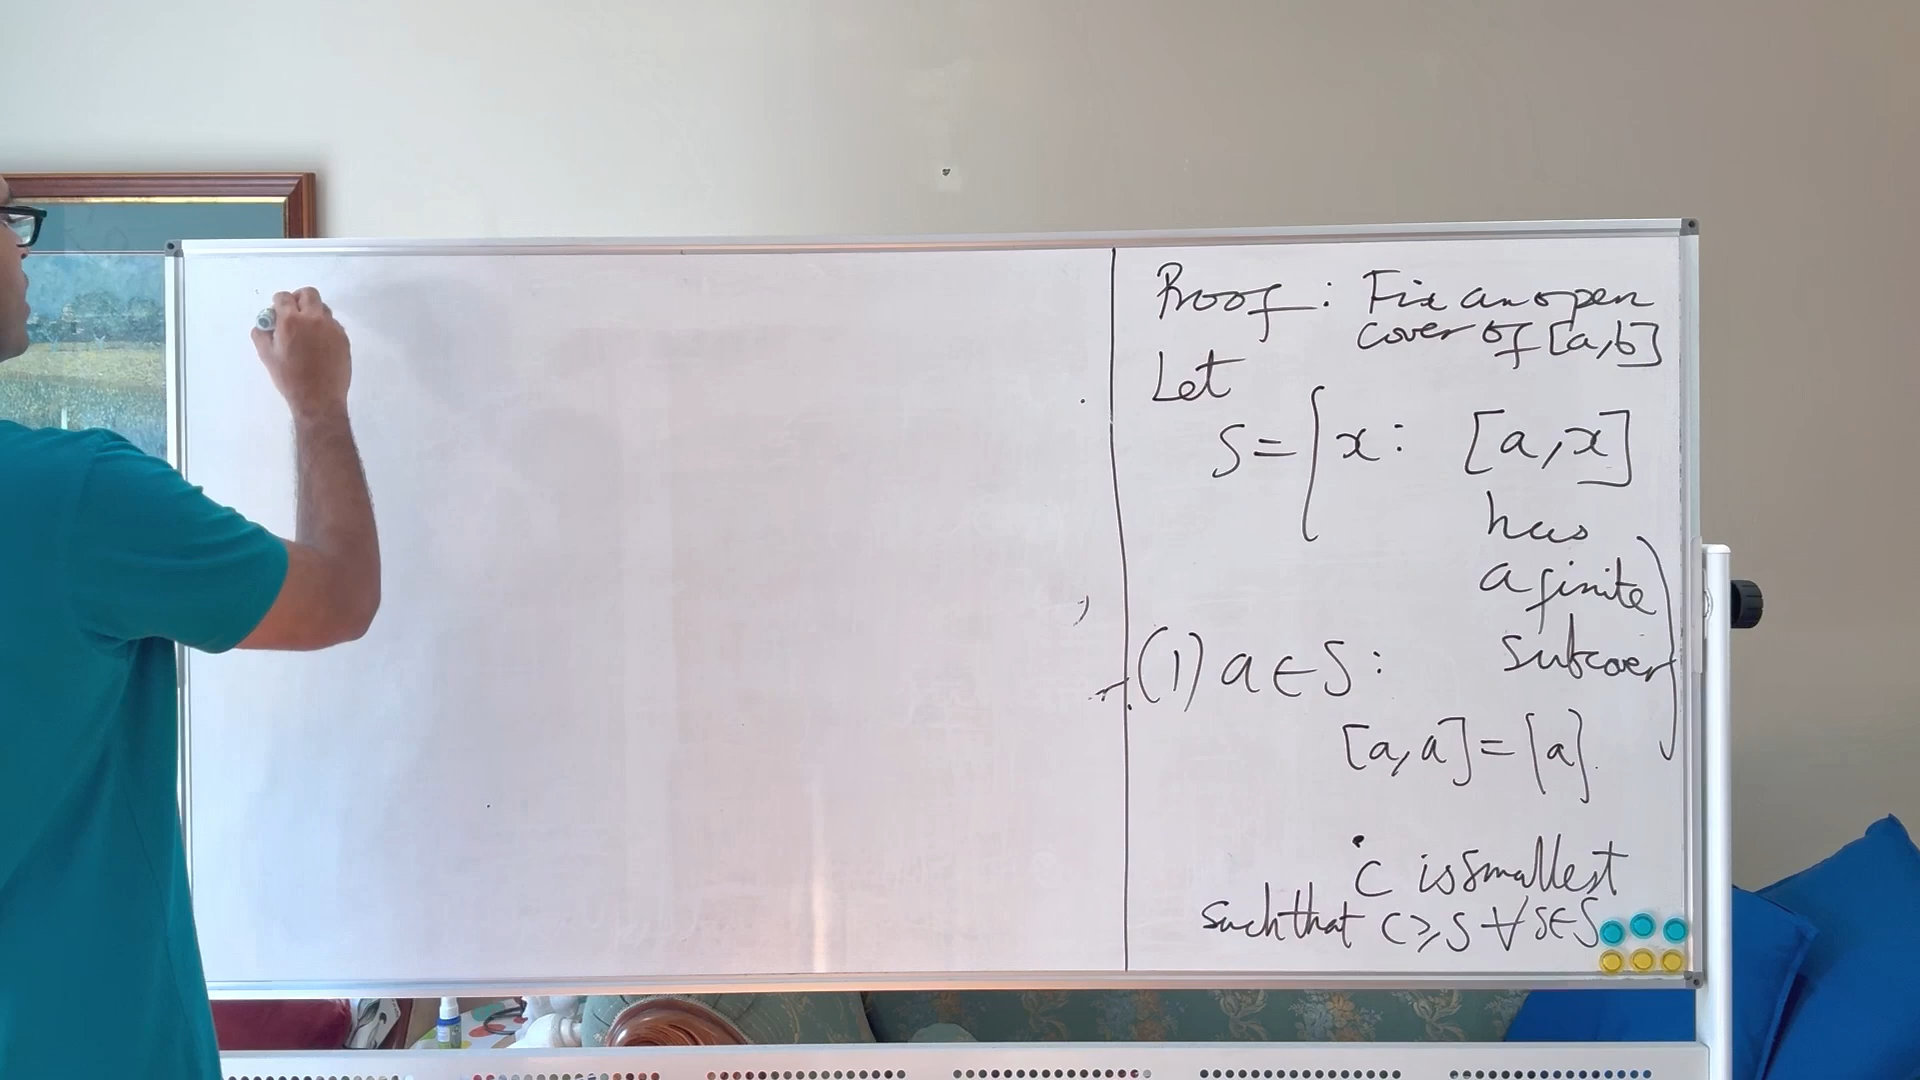 Proof: Fix an open
cover of [a,b]
Let
S = { x : [a,x]
has
a finite
subcover }
(1) a ∈ S :
[a,a] = {a}.
c is smallest
such that c ⩾ s ∀ s ∈ S